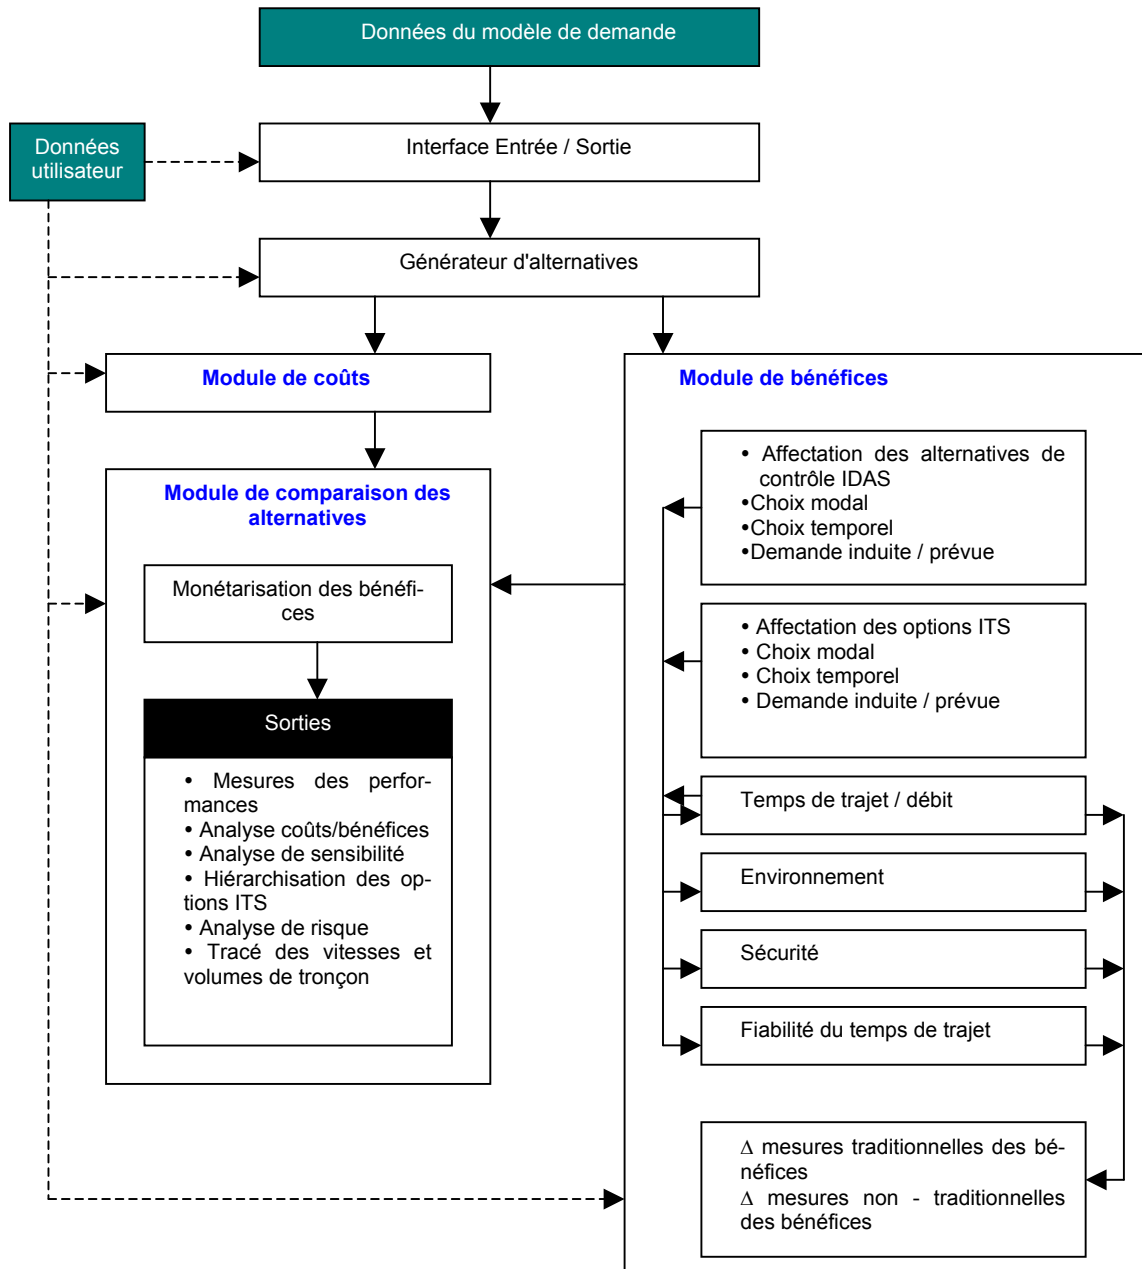 Données du modèle de demande
Données
utilisateur
Interface Entrée / Sortie
Générateur d'alternatives
Module de coûts
Module de comparaison des
alternatives
Monétarisation des bénéfi-
ces
Sorties
• Mesures des perfor-
mances
• Analyse coûts/bénéfices
• Analyse de sensibilité
• Hiérarchisation des op-
tions ITS
• Analyse de risque
• Tracé des vitesses et
volumes de tronçon
Module de bénéfices
• Affectation des alternatives de
contrôle IDAS
• Choix modal
• Choix temporel
• Demande induite / prévue
• Affectation des options ITS
• Choix modal
• Choix temporel
• Demande induite / prévue
Temps de trajet / débit
Environnement
Sécurité
Fiabilité du temps de trajet
Δ mesures traditionnelles des bé-
néfices
Δ mesures non - traditionnelles
des bénéfices